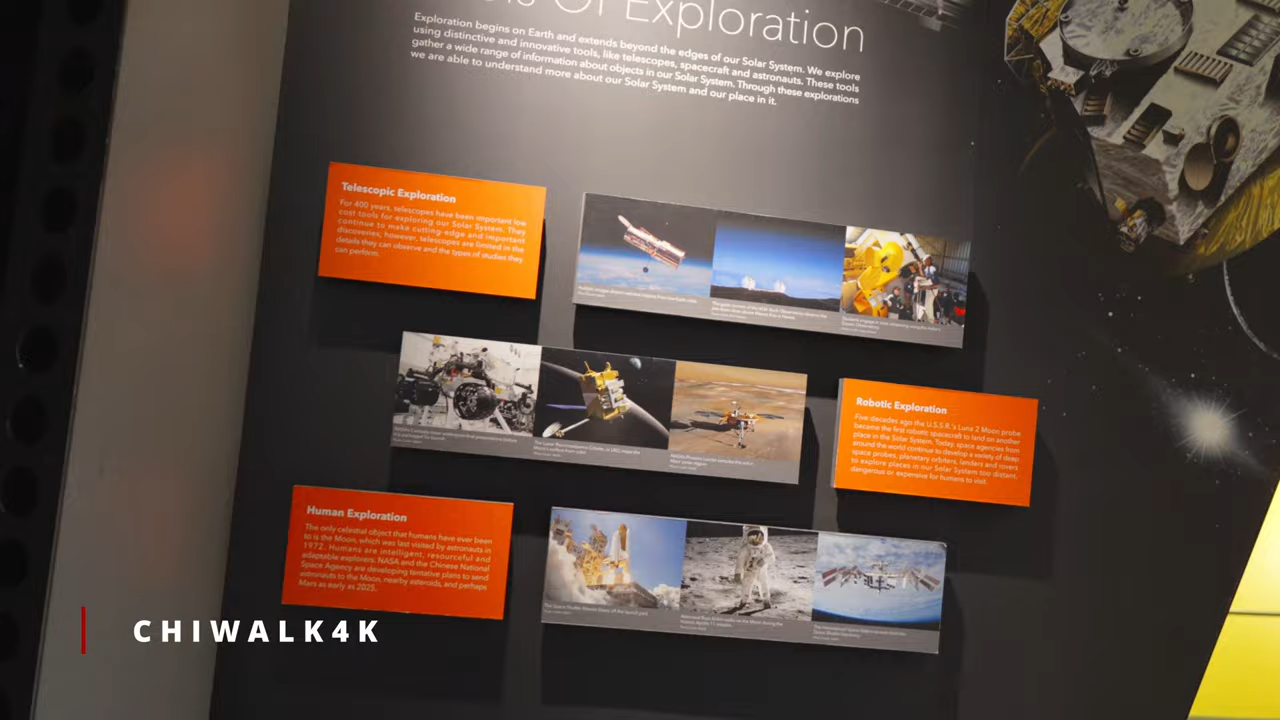 Of Exploration
Exploration begins on Earth and extends beyond the edges of our Solar System. We explore
using distinctive and innovative tools, like telescopes, spacecraft and astronauts. These tools
gather a wide range of information about objects in our Solar System. Through these explorations
we are able to understand more about our Solar System and our place in it.
Telescopic Exploration
For 400 years, telescopes have been important low
cost tools for exploring our Solar System. They
continue to make cutting-edge and important
discoveries; however, telescopes are limited in the
details they can observe and the types of studies they
can perform.
Robotic Exploration
Five decades ago the U.S.S.R.'s Luna 2 Moon probe
became the first robotic spacecraft to land on another
place in the Solar System. Today, space agencies from
around the world continue to develop a variety of deep
space probes, planetary orbiters, landers and rovers
to explore places in our Solar System too distant,
dangerous or expensive for humans to visit.
Human Exploration
The only celestial object that humans have ever been
to is the Moon, which was last visited by astronauts in
1972. Humans are intelligent, resourceful and
adaptable explorers. NASA and the Chinese National
Space Agency are developing tentative plans to send
astronauts to the Moon, nearby asteroids, and perhaps
Mars as early as 2025.
The Space Shuttle Atlantis blasts off the launch pad.
CHIWALK4K